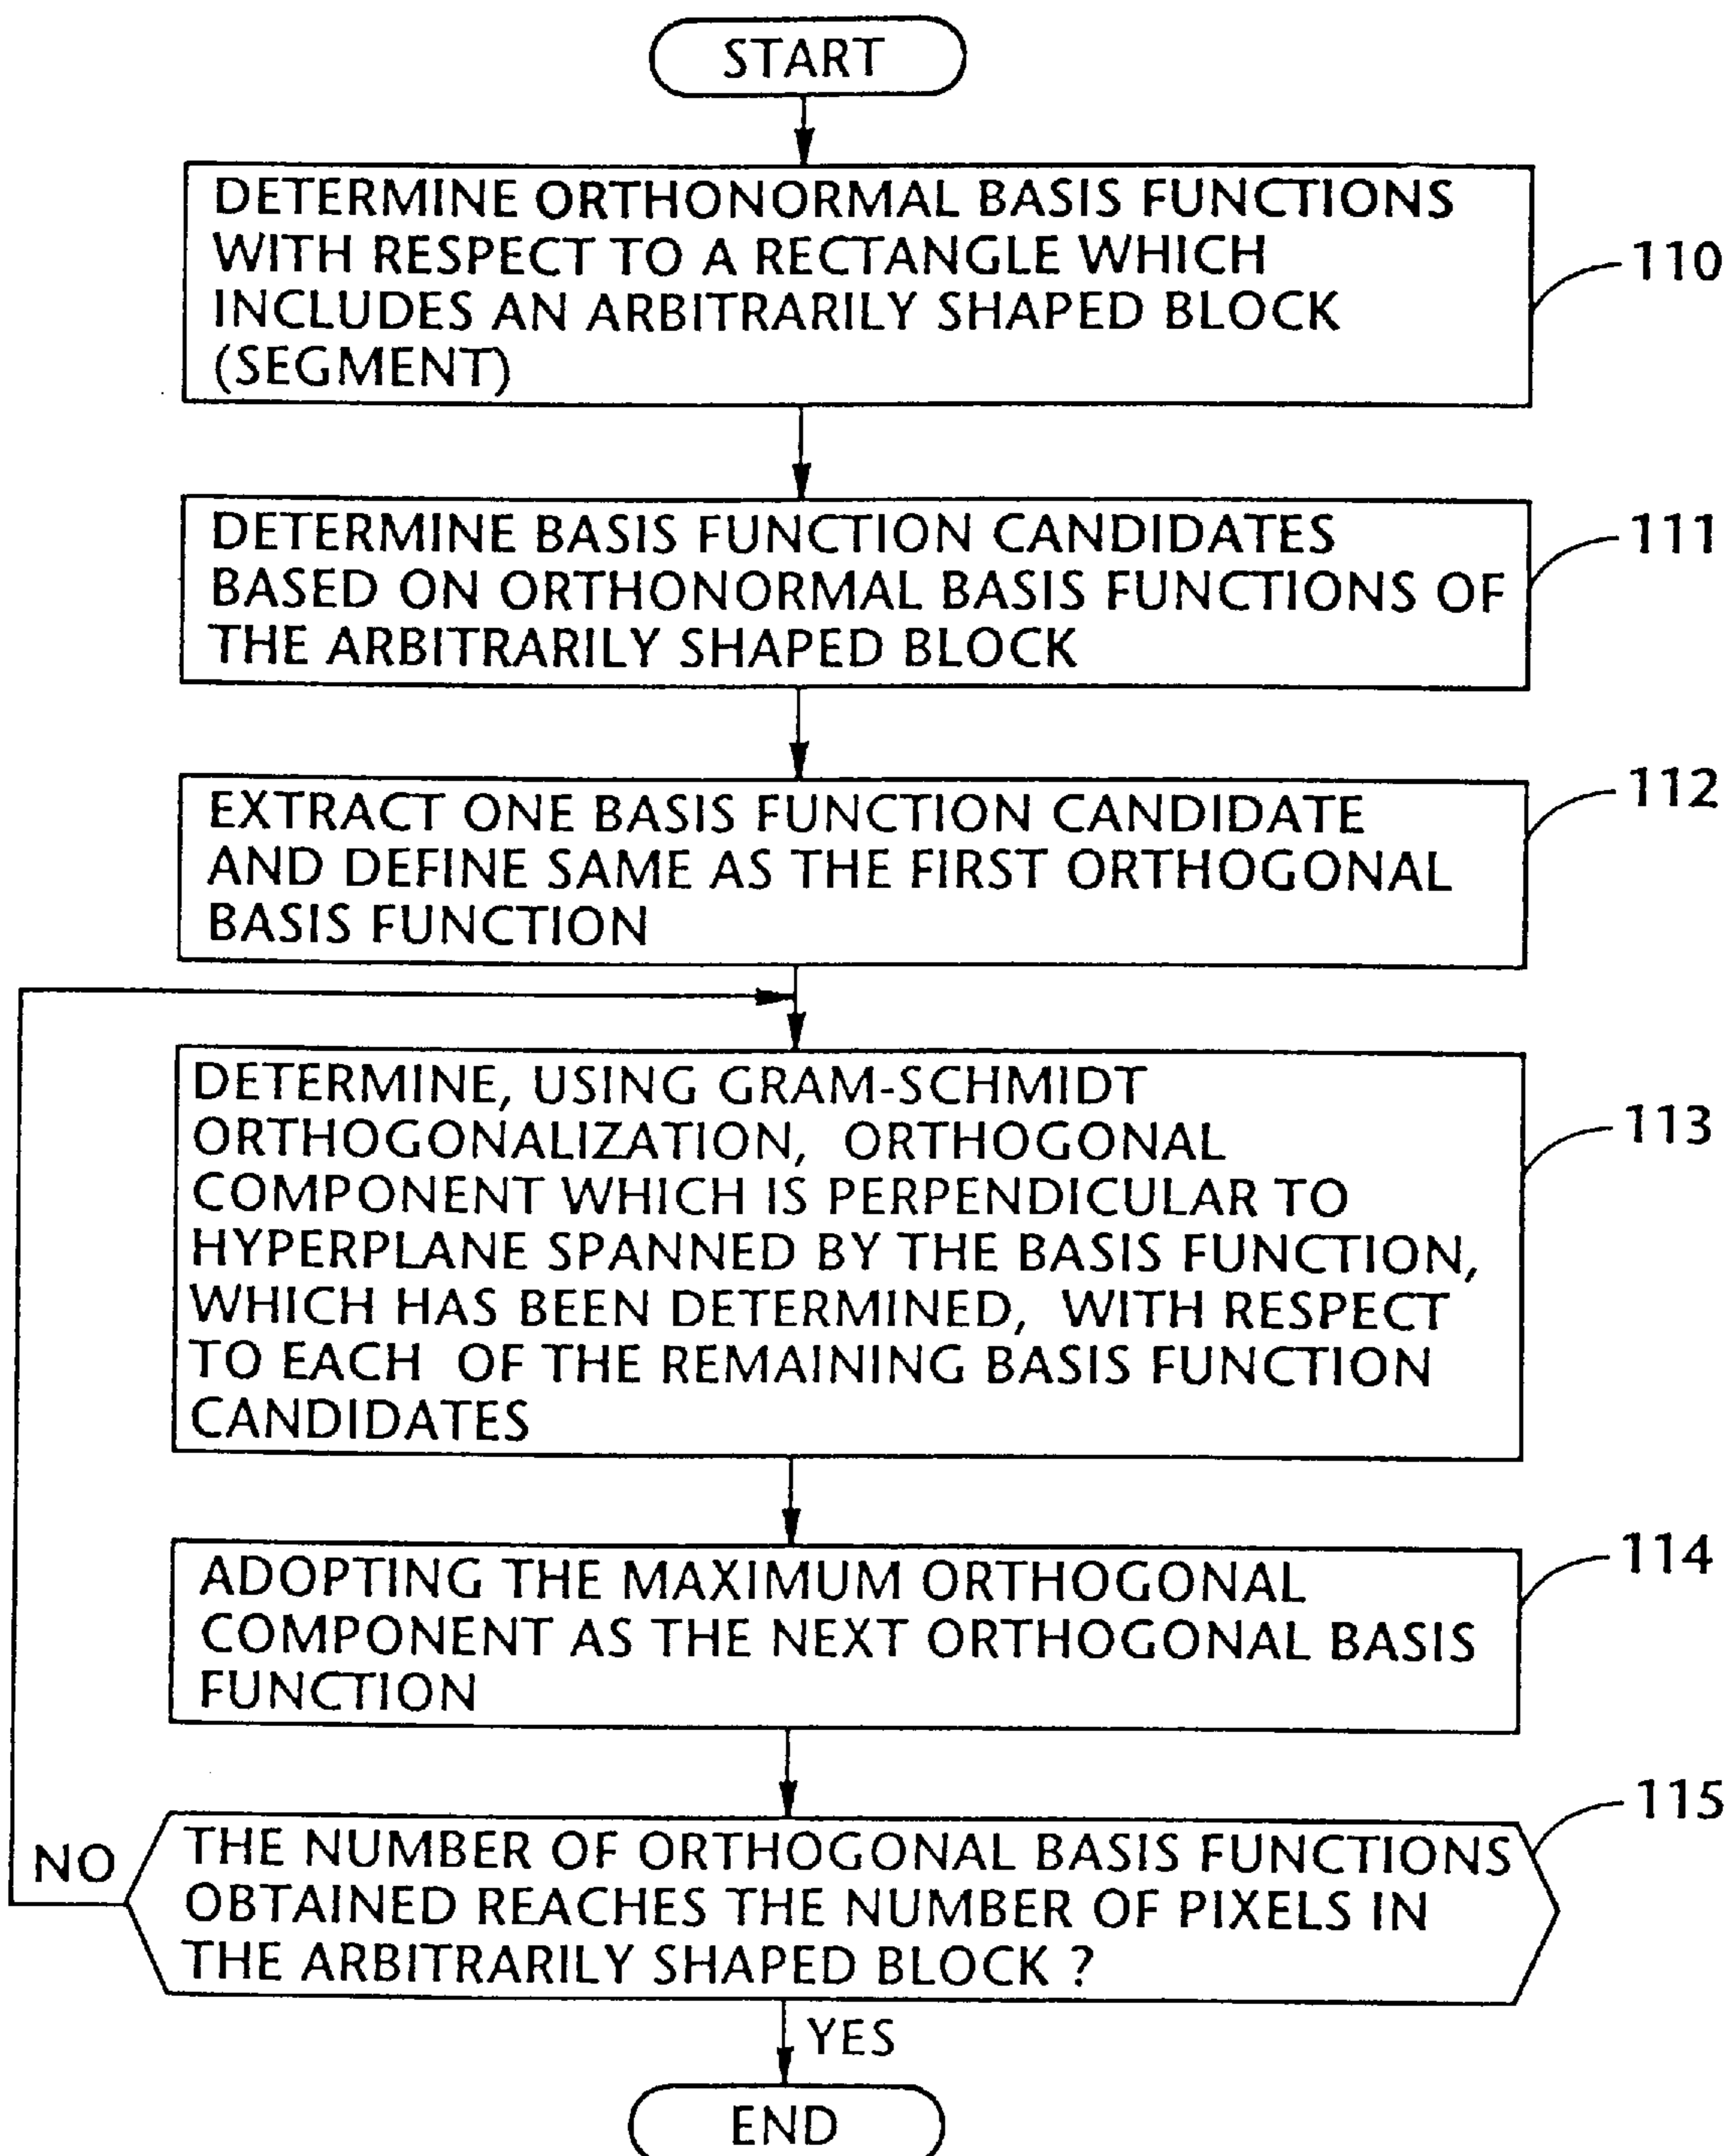 START
DETERMINE ORTHONORMAL BASIS FUNCTIONS
WITH RESPECT TO A RECTANGLE WHICH
INCLUDES AN ARBITRARILY SHAPED BLOCK
(SEGMENT)
110
DETERMINE BASIS FUNCTION CANDIDATES
BASED ON ORTHONORMAL BASIS FUNCTIONS OF
THE ARBITRARILY SHAPED BLOCK
111
EXTRACT ONE BASIS FUNCTION CANDIDATE
AND DEFINE SAME AS THE FIRST ORTHOGONAL
BASIS FUNCTION
112
DETERMINE, USING GRAM-SCHMIDT
ORTHOGONALIZATION, ORTHOGONAL
COMPONENT WHICH IS PERPENDICULAR TO
HYPERPLANE SPANNED BY THE BASIS FUNCTION,
WHICH HAS BEEN DETERMINED, WITH RESPECT
TO EACH OF THE REMAINING BASIS FUNCTION
CANDIDATES
113
ADOPTING THE MAXIMUM ORTHOGONAL
COMPONENT AS THE NEXT ORTHOGONAL BASIS
FUNCTION
114
THE NUMBER OF ORTHOGONAL BASIS FUNCTIONS
OBTAINED REACHES THE NUMBER OF PIXELS IN
THE ARBITRARILY SHAPED BLOCK ?
115
NO
YES
END